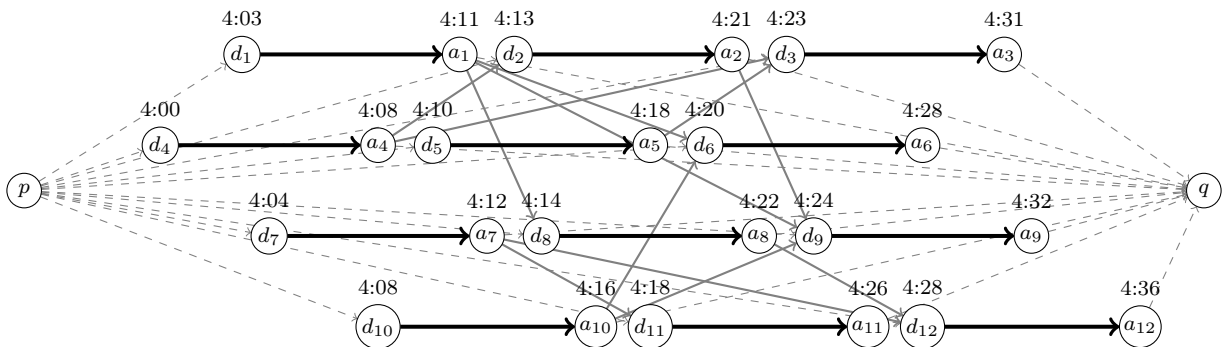 4:03 4:11 4:13 4:21 4:23 4:31
d1 a1 d2 a2 d3 a3
4:00 4:08 4:10 4:18 4:20 4:28
d4 a4 d5 a5 d6 a6
p q
4:04 4:12 4:14 4:22 4:24 4:32
d7 a7 d8 a8 d9 a9
4:08 4:16 4:18 4:26 4:28 4:36
d10 a10 d11 a11 d12 a12